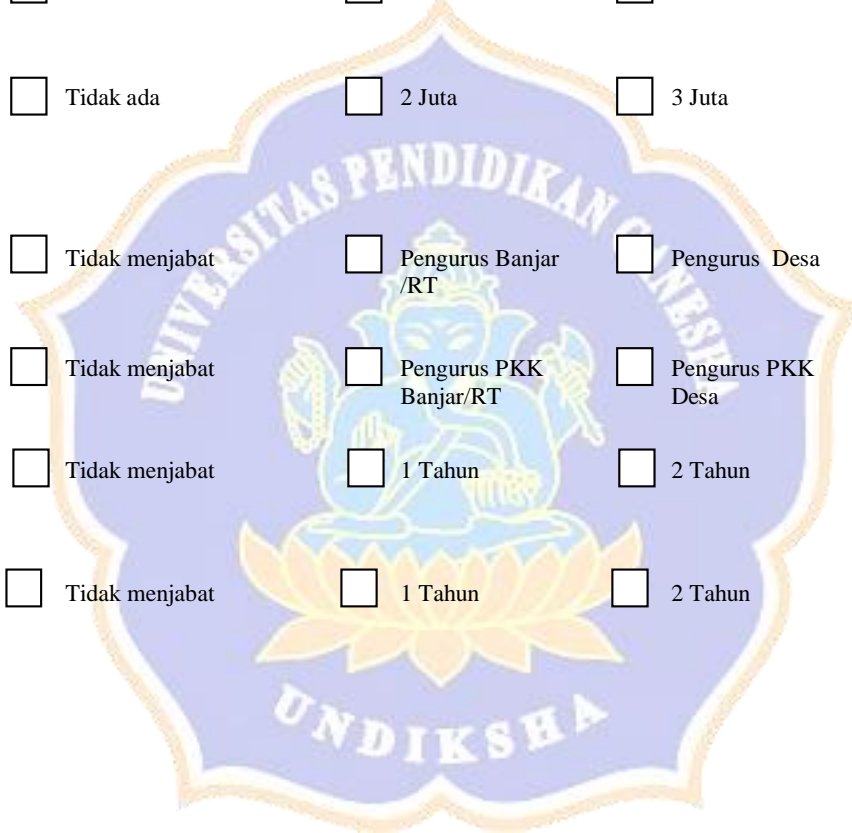 Tidak ada 2 Juta 3 Juta
UNIVERSITAS PENDIDIKAN GANESHA
Tidak menjabat Pengurus Banjar Pengurus Desa
/RT
Tidak menjabat Pengurus PKK Pengurus PKK
Banjar/RT Desa
Tidak menjabat 1 Tahun 2 Tahun
Tidak menjabat 1 Tahun 2 Tahun
UNDIKSHA